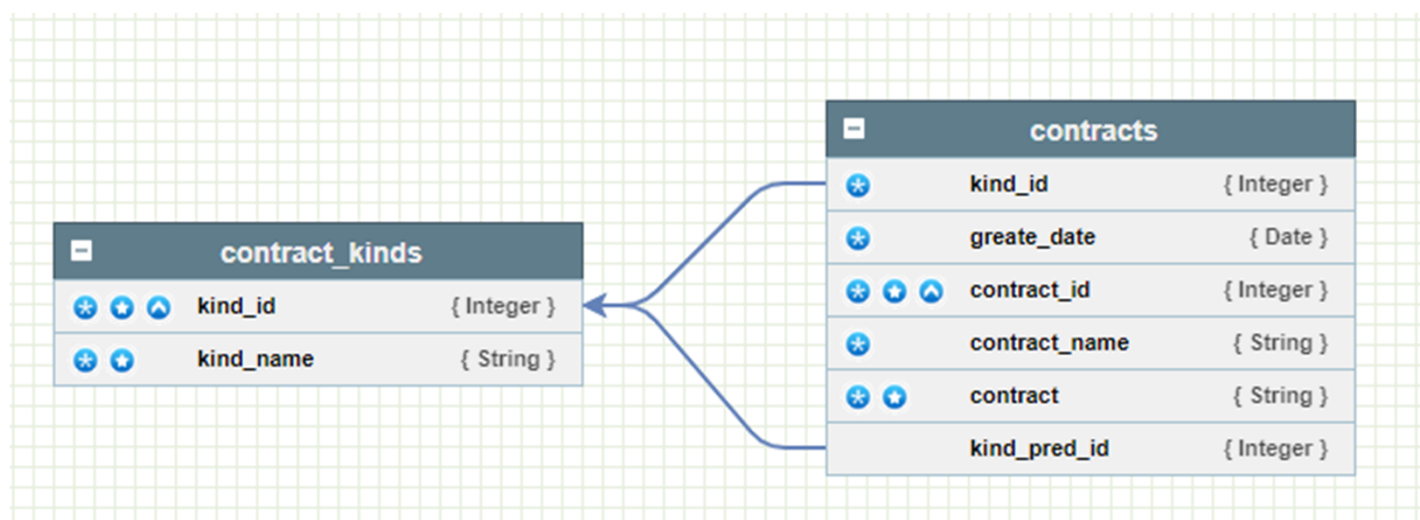 contract_kinds
kind_id { Integer }
kind_name { String }
contracts
kind_id { Integer }
greate_date { Date }
contract_id { Integer }
contract_name { String }
contract { String }
kind_pred_id { Integer }